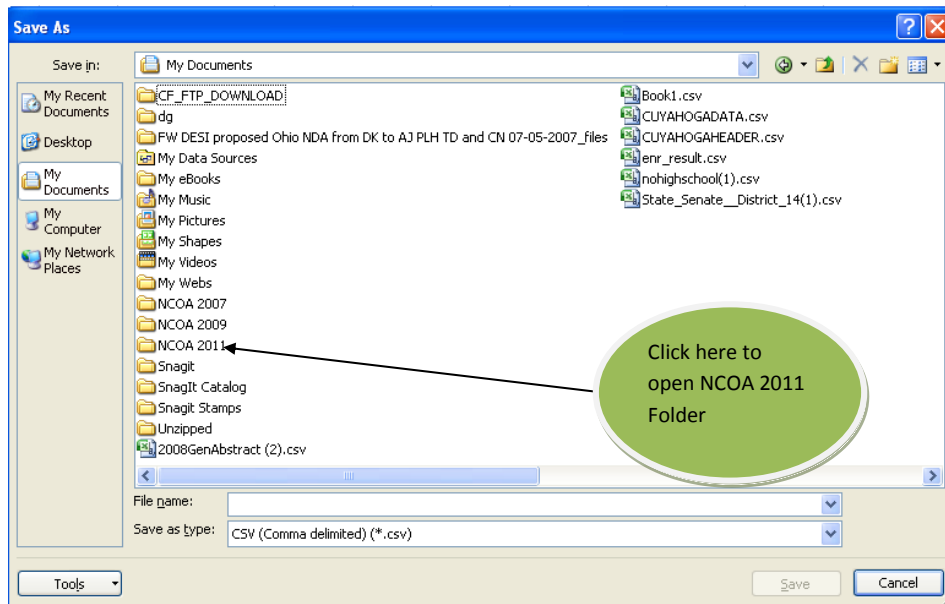 Save As
Save in:
My Documents
My Recent
Documents
Desktop
My
Documents
My
Computer
My Network
Places
CF_FTP_DOWNLOAD
dg
FW DESI proposed Ohio NDA from DK to AJ PLH TD and CN 07-05-2007_files
My Data Sources
My eBooks
My Music
My Pictures
My Shapes
My Videos
My Webs
NCOA 2007
NCOA 2009
NCOA 2011
Snagit
SnagIt Catalog
Snagit Stamps
Unzipped
2008GenAbstract (2).csv
Book1.csv
CUYAHOGADATA.csv
CUYAHOGAHEADER.csv
enr_result.csv
nohighschool(1).csv
State_Senate__District_14(1).csv
Click here to
open NCOA 2011
Folder
File name:
Save as type:
CSV (Comma delimited) (*.csv)
Tools
Save
Cancel